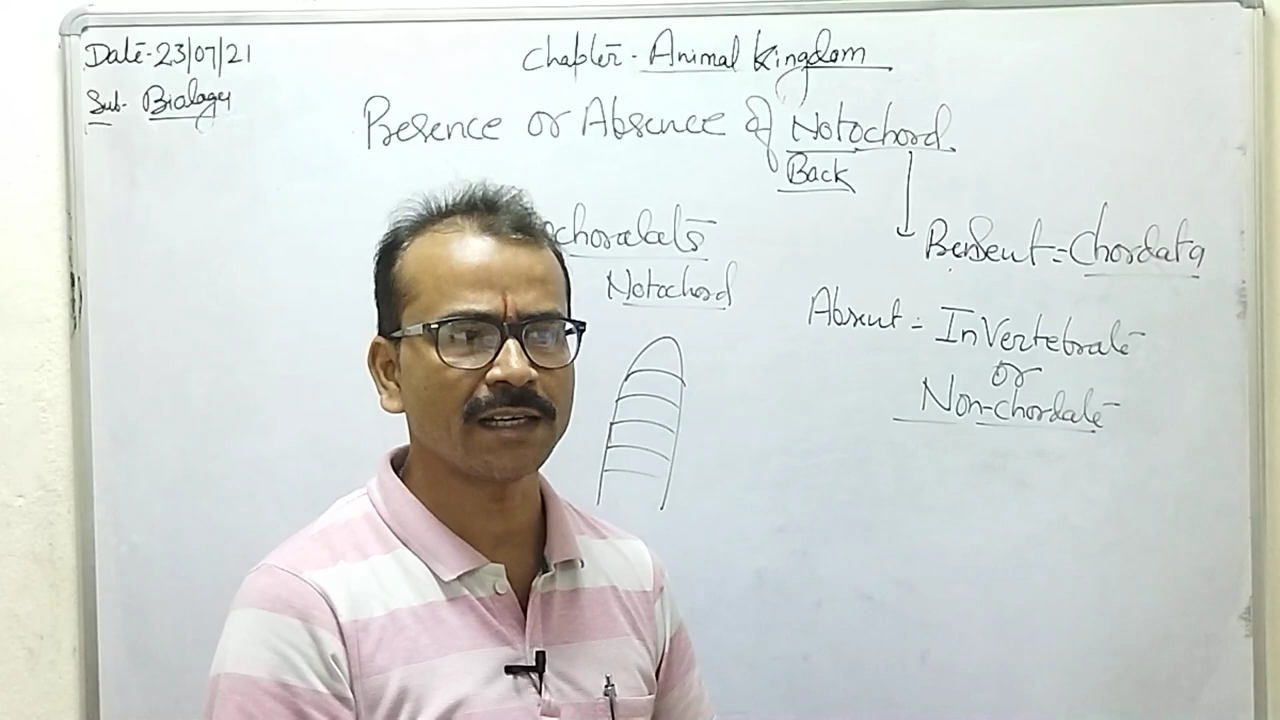 Date-23/07/21
Chapter- Animal Kingdom
Sub- Biology
Presence or Absence of Notochord
Back
Notochord
Present = Chordata
Absent = InVertebrate
or
Non-chordate